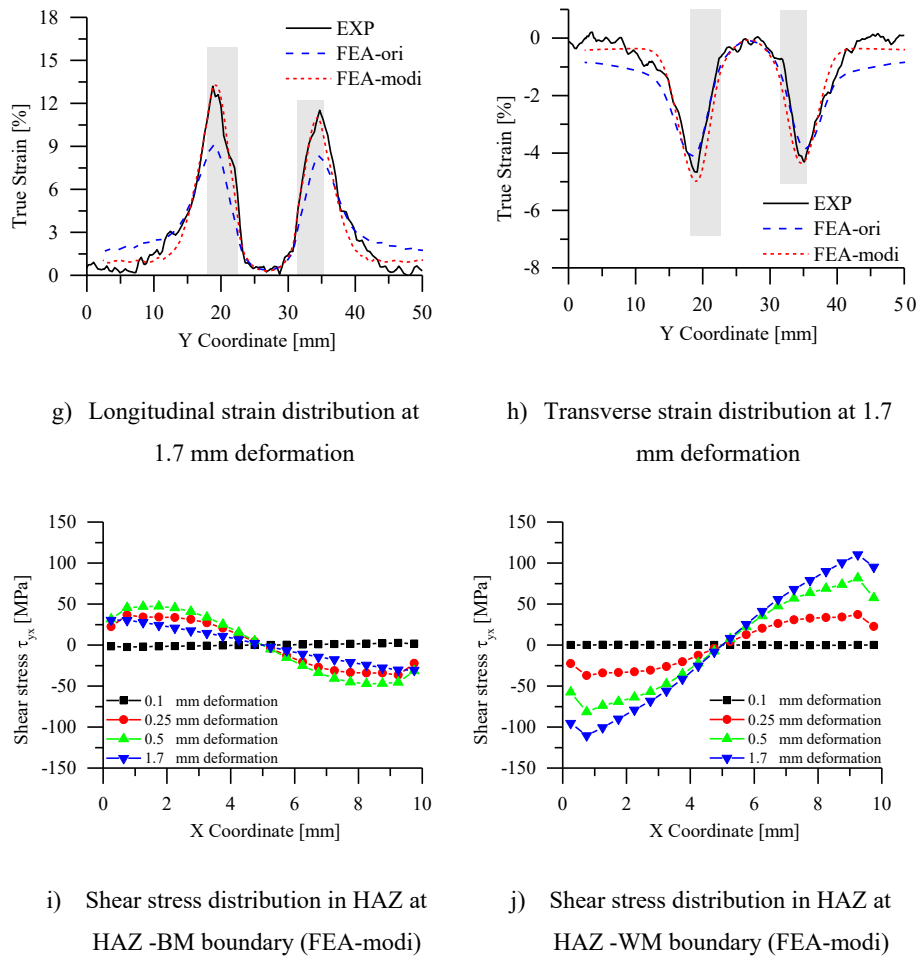 18
15
12
9
6
3
0
True Strain [%]
EXP
FEA-ori
FEA-modi
0 10 20 30 40 50
Y Coordinate [mm]
0
-2
-4
-6
-8
True Strain [%]
EXP
FEA-ori
FEA-modi
0 10 20 30 40 50
Y Coordinate [mm]
g) Longitudinal strain distribution at
1.7 mm deformation
h) Transverse strain distribution at 1.7
mm deformation
150
100
50
0
-50
-100
-150
Shear stress τyx [MPa]
0.1 mm deformation
0.25 mm deformation
0.5 mm deformation
1.7 mm deformation
0 2 4 6 8 10
X Coordinate [mm]
150
100
50
0
-50
-100
-150
Shear stress τyx [MPa]
0.1 mm deformation
0.25 mm deformation
0.5 mm deformation
1.7 mm deformation
0 2 4 6 8 10
X Coordinate [mm]
i) Shear stress distribution in HAZ at
HAZ -BM boundary (FEA-modi)
j) Shear stress distribution in HAZ at
HAZ -WM boundary (FEA-modi)